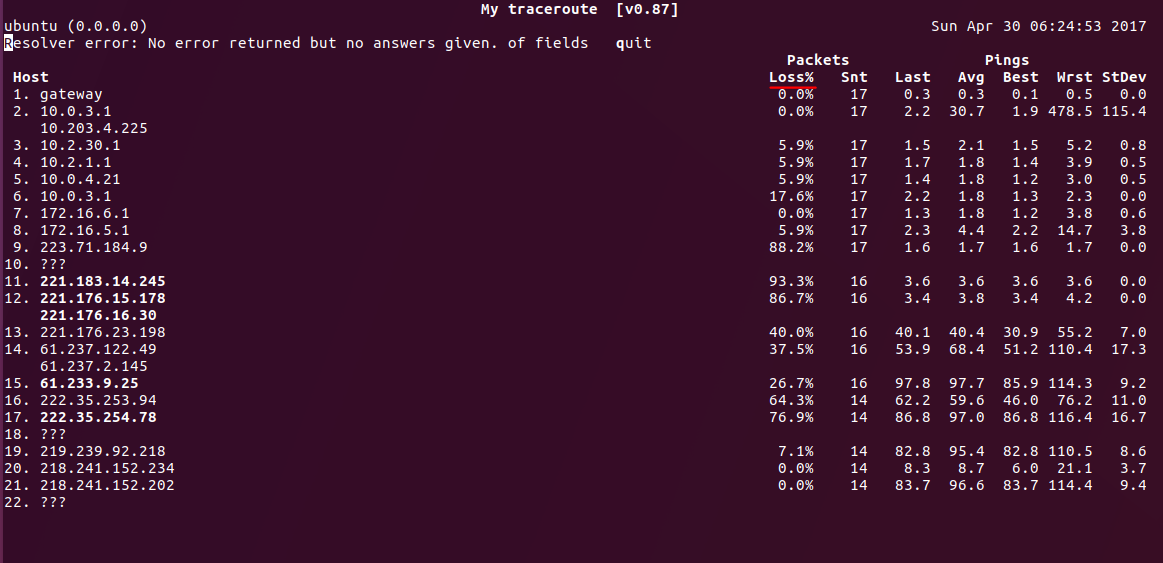 My traceroute  [v0.87]
ubuntu (0.0.0.0)                                        Sun Apr 30 06:24:53 2017
Resolver error: No error returned but no answers given. of fields   quit
Packets               Pings
Host                                  Loss%   Snt   Last   Avg  Best  Wrst StDev
1. gateway                             0.0%    17    0.3   0.3   0.1   0.5   0.0
2. 10.0.3.1                            0.0%    17    2.2  30.7   1.9 478.5 115.4
10.203.4.225
3. 10.2.30.1                           5.9%    17    1.5   2.1   1.5   5.2   0.8
4. 10.2.1.1                            5.9%    17    1.7   1.8   1.4   3.9   0.5
5. 10.0.4.21                           5.9%    17    1.4   1.8   1.2   3.0   0.5
6. 10.0.3.1                           17.6%    17    2.2   1.8   1.3   2.3   0.0
7. 172.16.6.1                          0.0%    17    1.3   1.8   1.2   3.8   0.6
8. 172.16.5.1                          5.9%    17    2.3   4.4   2.2  14.7   3.8
9. 223.71.184.9                       88.2%    17    1.6   1.7   1.6   1.7   0.0
10. ???
11. 221.183.14.245                    93.3%    16    3.6   3.6   3.6   3.6   0.0
12. 221.176.15.178                    86.7%    16    3.4   3.8   3.4   4.2   0.0
221.176.16.30
13. 221.176.23.198                    40.0%    16   40.1  40.4  30.9  55.2   7.0
14. 61.237.122.49                     37.5%    16   53.9  68.4  51.2 110.4  17.3
61.237.2.145
15. 61.233.9.25                       26.7%    16   97.8  97.7  85.9 114.3   9.2
16. 222.35.253.94                     64.3%    14   62.2  59.6  46.0  76.2  11.0
17. 222.35.254.78                     76.9%    14   86.8  97.0  86.8 116.4  16.7
18. ???
19. 219.239.92.218                     7.1%    14   82.8  95.4  82.8 110.5   8.6
20. 218.241.152.234                    0.0%    14    8.3   8.7   6.0  21.1   3.7
21. 218.241.152.202                    0.0%    14   83.7  96.6  83.7 114.4   9.4
22. ???